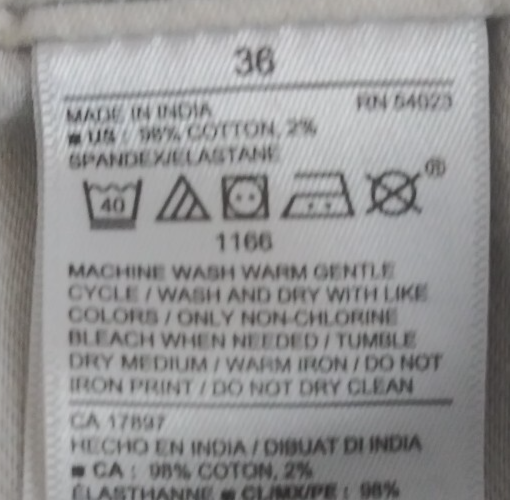 36
MADE IN INDIA RN 54023
■ US : 98% COTTON, 2%
SPANDEX/ELASTANE
40 ®
1166
MACHINE WASH WARM GENTLE
CYCLE / WASH AND DRY WITH LIKE
COLORS / ONLY NON-CHLORINE
BLEACH WHEN NEEDED / TUMBLE
DRY MEDIUM / WARM IRON / DO NOT
IRON PRINT / DO NOT DRY CLEAN
CA 17897
HECHO EN INDIA / DIBUAT DI INDIA
■ CA : 98% COTON, 2%
ÉLASTHANNE ■ CL/MX/PE : 98%